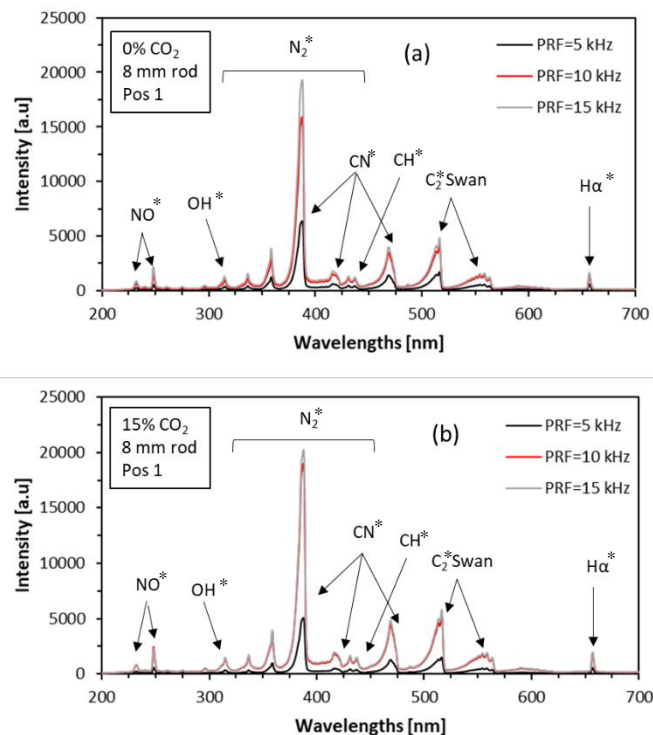 0% CO₂
8 mm rod
Pos 1
(a)
PRF=5 kHz
PRF=10 kHz
PRF=15 kHz
N₂*
NO*
OH*
CN*
CH*
C₂*Swan
Hα*
Intensity [a.u]
25000
20000
15000
10000
5000
0
200 300 400 500 600 700
Wavelengths [nm]
15% CO₂
8 mm rod
Pos 1
(b)
PRF=5 kHz
PRF=10 kHz
PRF=15 kHz
N₂*
NO*
OH*
CN*
CH*
C₂*Swan
Hα*
Intensity [a.u]
25000
20000
15000
10000
5000
0
200 300 400 500 600 700
Wavelengths [nm]